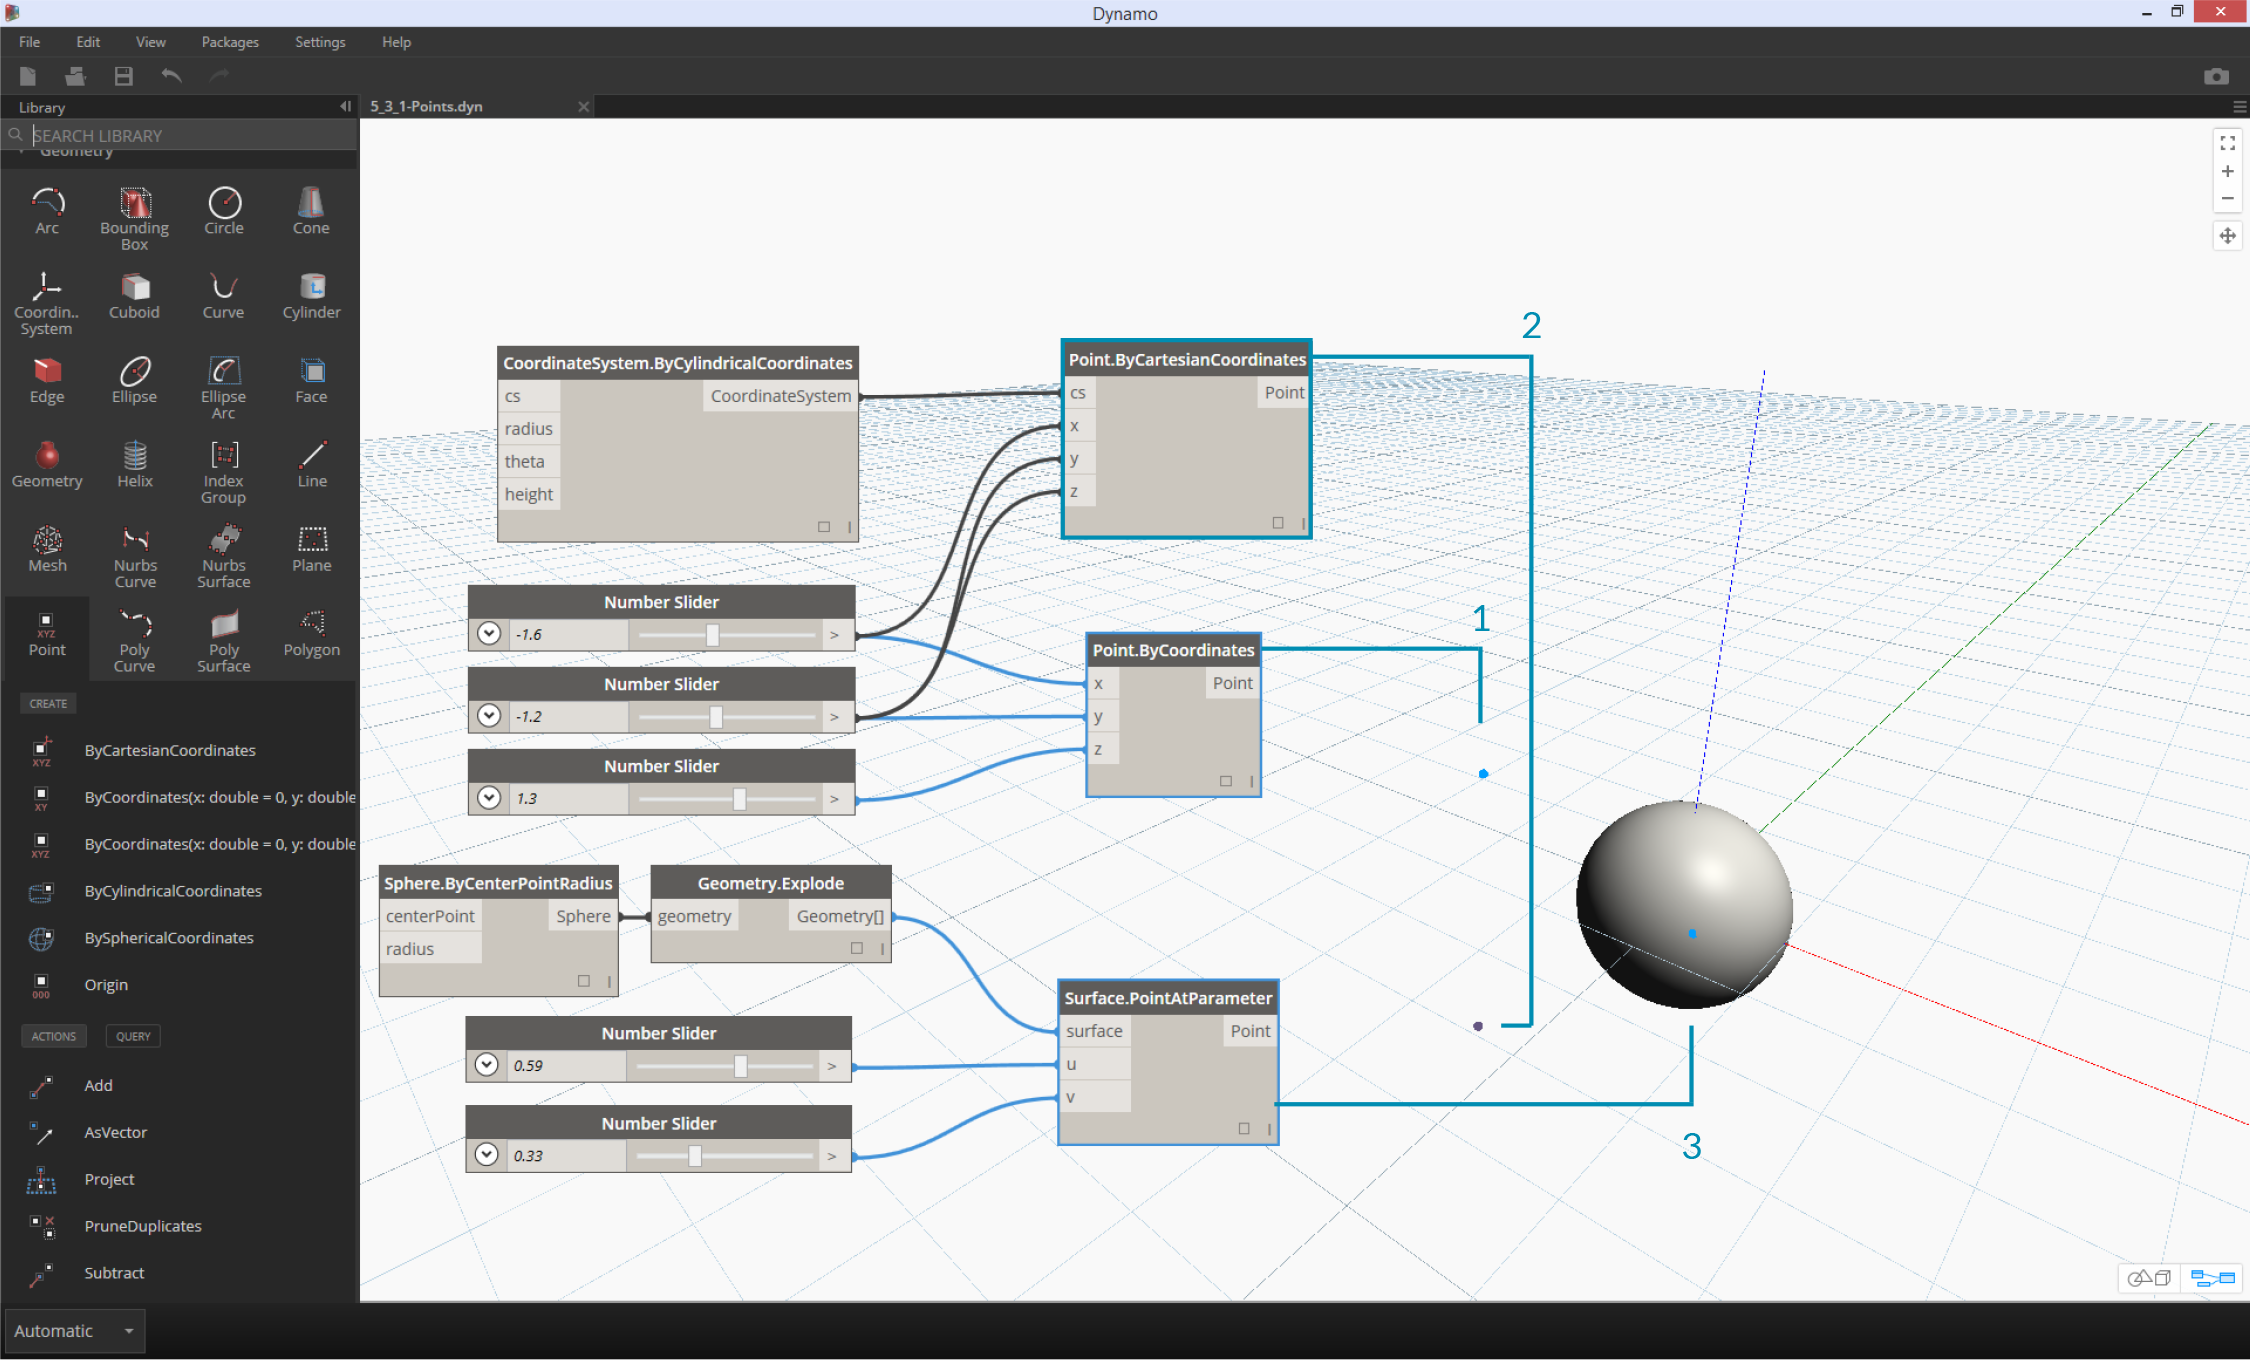 Dynamo
File Edit View Packages Settings Help
Library
5_3_1-Points.dyn
SEARCH LIBRARY
Geometry
Arc Bounding Box Circle Cone
Coordin.. System Cuboid Curve Cylinder
Edge Ellipse Ellipse Arc Face
Geometry Helix Index Group Line
Mesh Nurbs Curve Nurbs Surface Plane
XYZ
Point Poly Curve Poly Surface Polygon
CREATE
XYZ ByCartesianCoordinates
XY ByCoordinates(x: double = 0, y: double
XYZ ByCoordinates(x: double = 0, y: double
ByCylindricalCoordinates
BySphericalCoordinates
000 Origin
ACTIONS QUERY
Add
AsVector
Project
PruneDuplicates
Subtract
Automatic
CoordinateSystem.ByCylindricalCoordinates
cs CoordinateSystem
radius
theta
height
Point.ByCartesianCoordinates
cs Point
x
y
z
2
Number Slider
-1.6 >
Number Slider
-1.2 >
Number Slider
1.3 >
Point.ByCoordinates
x Point
y
z
1
Sphere.ByCenterPointRadius
centerPoint Sphere
radius
Geometry.Explode
geometry Geometry[]
Number Slider
0.59 >
Number Slider
0.33 >
Surface.PointAtParameter
surface Point
u
v
3